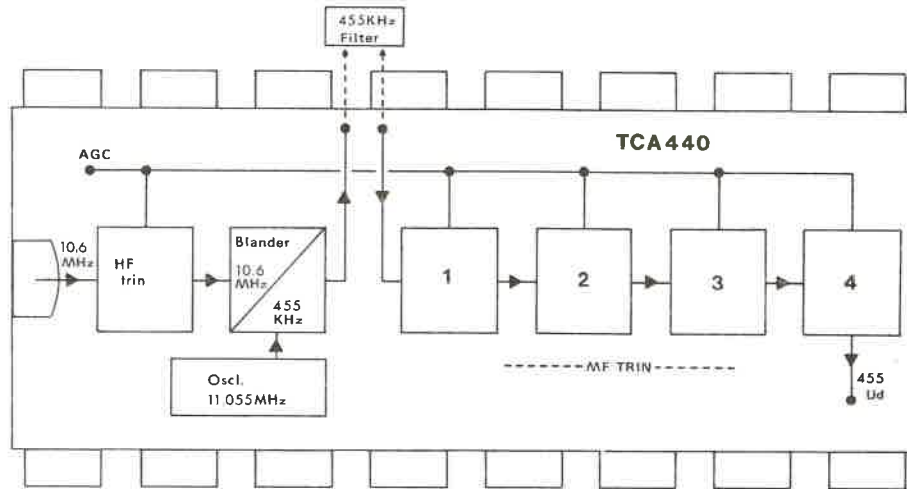 455KHz
Filter
TCA440
AGC
10.6
MHz
HF
trin
Blander
10.6
MHz
455
KHz
Oscl.
11.055MHz
1
2
3
4
MF TRIN
455
Ud